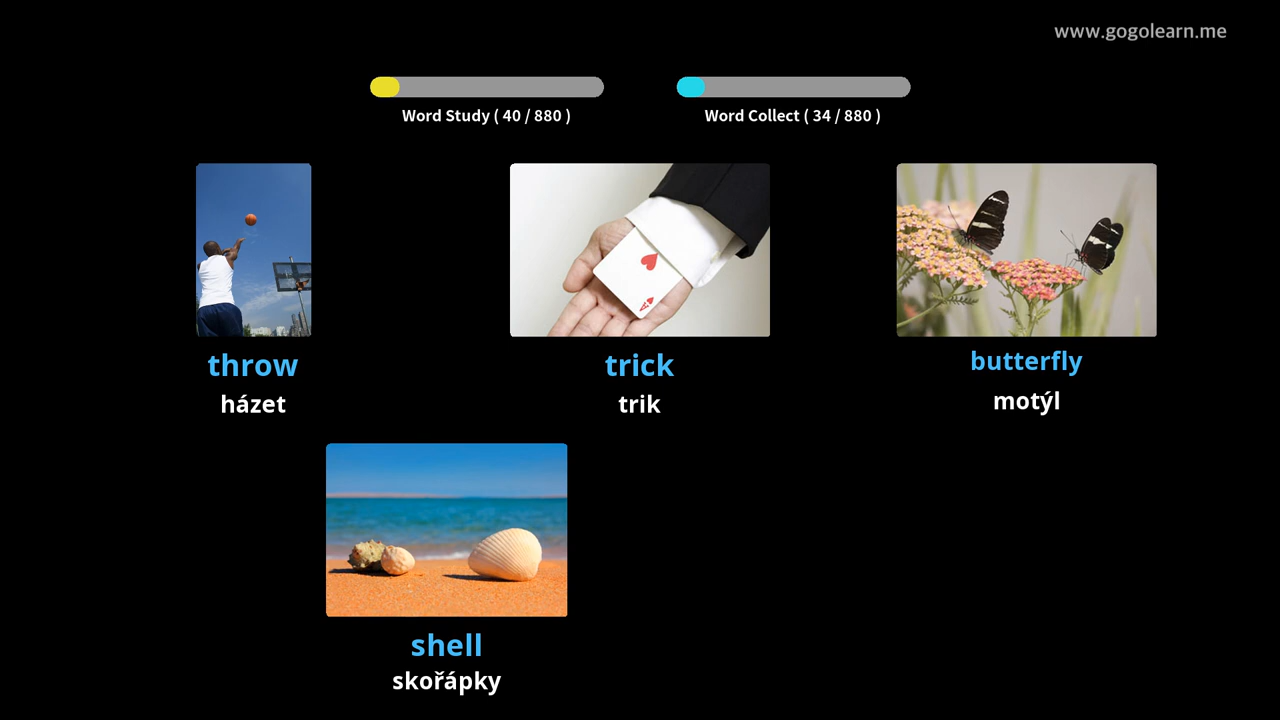 www.gogolearn.me
Word Study ( 40 / 880 )
Word Collect ( 34 / 880 )
throw
házet
trick
trik
butterfly
motýl
shell
skořápky